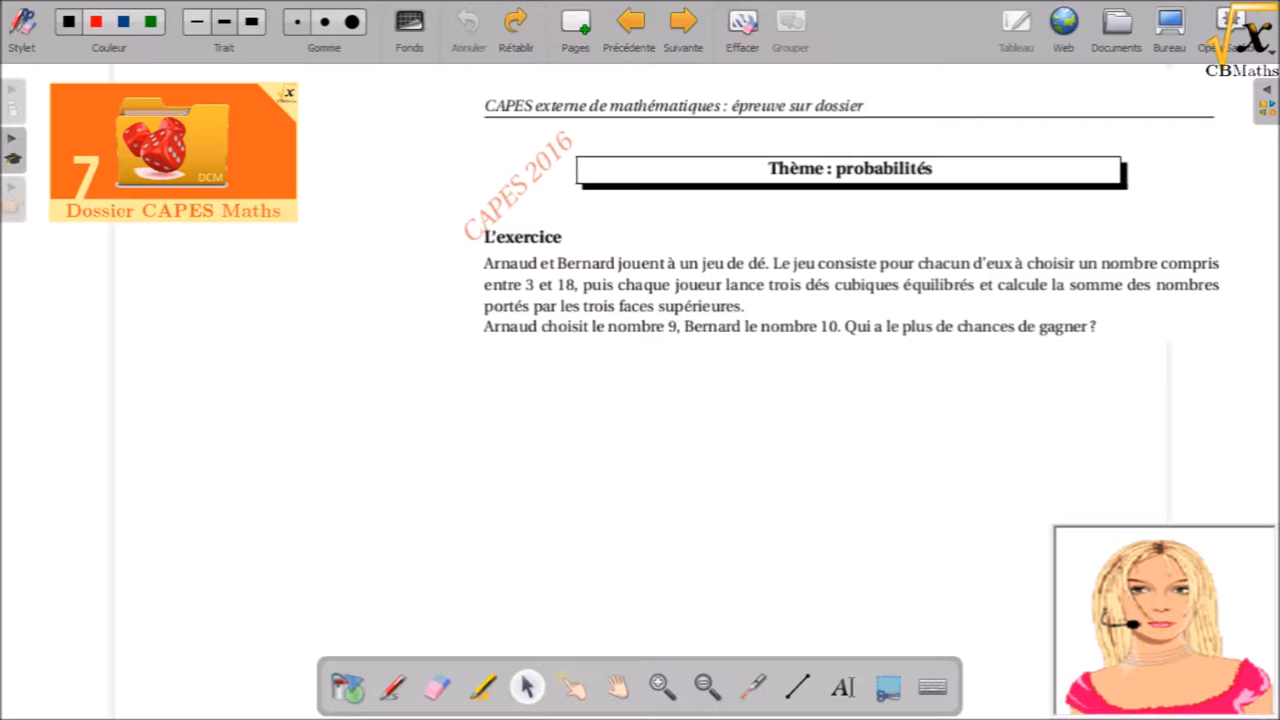 Stylet
Couleur
Trait
Gomme
Fonds
Annuler
Rétablir
Pages
Précédente
Suivante
Effacer
Grouper
Tableau
Web
Documents
Bureau
√x
CBMaths
7
DCM
Dossier CAPES Maths
CAPES externe de mathématiques : épreuve sur dossier
CAPES 2016
Thème : probabilités
L'exercice
Arnaud et Bernard jouent à un jeu de dé. Le jeu consiste pour chacun d'eux à choisir un nombre compris
entre 3 et 18, puis chaque joueur lance trois dés cubiques équilibrés et calcule la somme des nombres
portés par les trois faces supérieures.
Arnaud choisit le nombre 9, Bernard le nombre 10. Qui a le plus de chances de gagner ?
AI